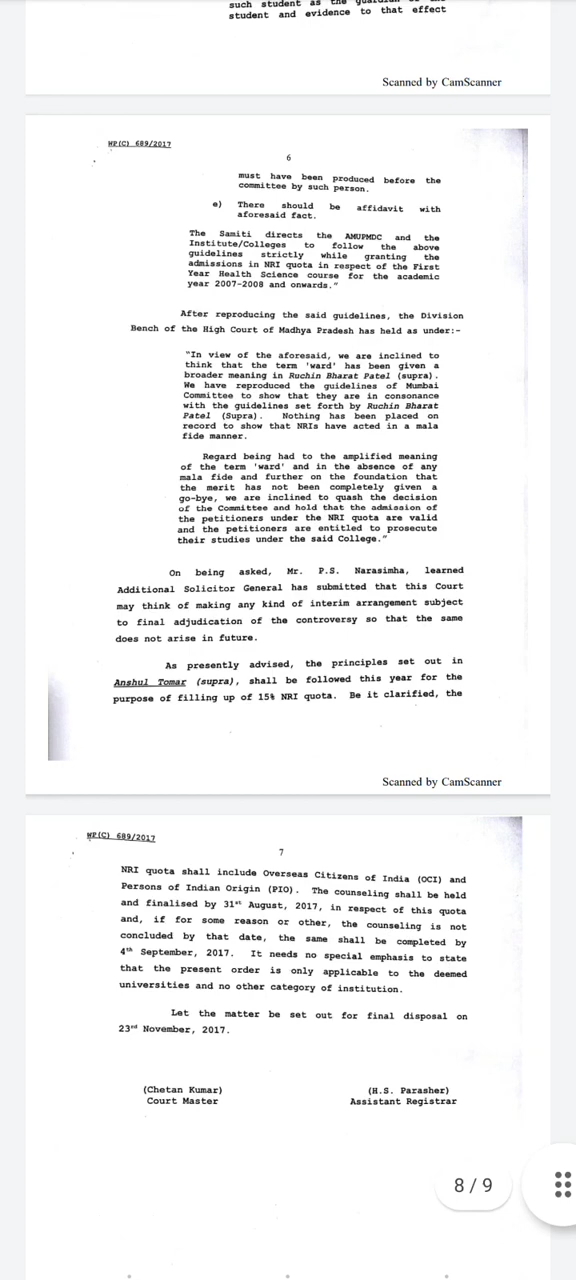 such student as the guardian of the
student and evidence to that effect
Scanned by CamScanner
WP(C) 689/2017
6
must have been produced before the
committee by such person.
e) There should be affidavit with
aforesaid fact.
The Samiti directs the AMUPMDC and the
Institute/Colleges to follow the above
guidelines strictly while granting the
admissions in NRI quota in respect of the First
Year Health Science course for the academic
year 2007-2008 and onwards."
After reproducing the said guidelines, the Division
Bench of the High Court of Madhya Pradesh has held as under:-
"In view of the aforesaid, we are inclined to
think that the term 'ward' has been given a
broader meaning in Ruchin Bharat Patel (supra).
We have reproduced the guidelines of Mumbai
Committee to show that they are in consonance
with the guidelines set forth by Ruchin Bharat
Patel (Supra). Nothing has been placed on
record to show that NRIs have acted in a mala
fide manner.
Regard being had to the amplified meaning
of the term 'ward' and in the absence of any
mala fide and further on the foundation that
the merit has not been completely given a
go-bye, we are inclined to quash the decision
of the Committee and hold that the admission of
the petitioners under the NRI quota are valid
and the petitioners are entitled to prosecute
their studies under the said College."
On being asked, Mr. P.S. Narasimha, learned
Additional Solicitor General has submitted that this Court
may think of making any kind of interim arrangement subject
to final adjudication of the controversy so that the same
does not arise in future.
As presently advised, the principles set out in
Anshul Tomar (supra), shall be followed this year for the
purpose of filling up of 15% NRI quota. Be it clarified, the
Scanned by CamScanner
WP(C) 689/2017
7
NRI quota shall include Overseas Citizens of India (OCI) and
Persons of Indian Origin (PIO). The counseling shall be held
and finalised by 31st August, 2017, in respect of this quota
and, if for some reason or other, the counseling is not
concluded by that date, the same shall be completed by
4th September, 2017. It needs no special emphasis to state
that the present order is only applicable to the deemed
universities and no other category of institution.
Let the matter be set out for final disposal on
23rd November, 2017.
(Chetan Kumar) (H.S. Parasher)
Court Master Assistant Registrar
8 / 9